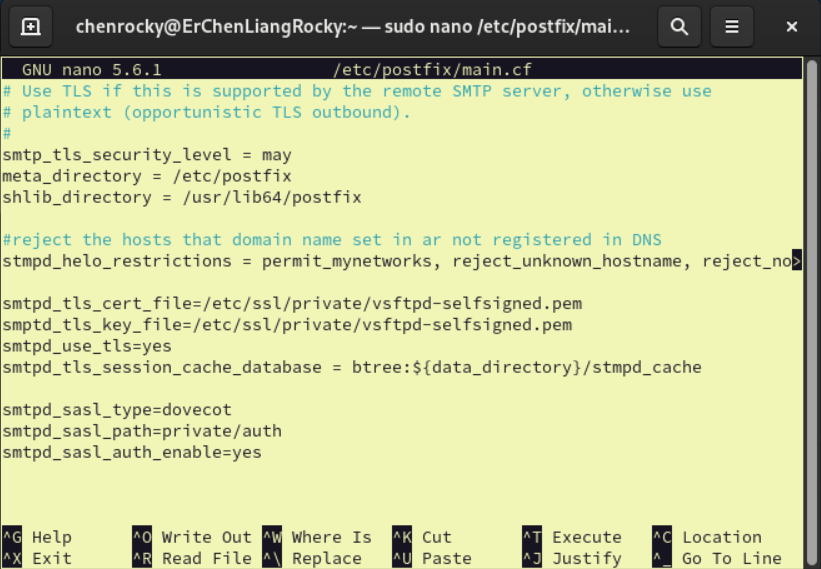 chenrocky@ErChenLiangRocky:~ — sudo nano /etc/postfix/mai...
GNU nano 5.6.1 /etc/postfix/main.cf
# Use TLS if this is supported by the remote SMTP server, otherwise use
# plaintext (opportunistic TLS outbound).
#
smtp_tls_security_level = may
meta_directory = /etc/postfix
shlib_directory = /usr/lib64/postfix
#reject the hosts that domain name set in ar not registered in DNS
stmpd_helo_restrictions = permit_mynetworks, reject_unknown_hostname, reject_no>
smtpd_tls_cert_file=/etc/ssl/private/vsftpd-selfsigned.pem
smptd_tls_key_file=/etc/ssl/private/vsftpd-selfsigned.pem
smtpd_use_tls=yes
smtpd_tls_session_cache_database = btree:${data_directory}/stmpd_cache
smtpd_sasl_type=dovecot
smtpd_sasl_path=private/auth
smtpd_sasl_auth_enable=yes
^G Help ^O Write Out ^W Where Is ^K Cut ^T Execute ^C Location
^X Exit ^R Read File ^\ Replace ^U Paste ^J Justify ^_ Go To Line